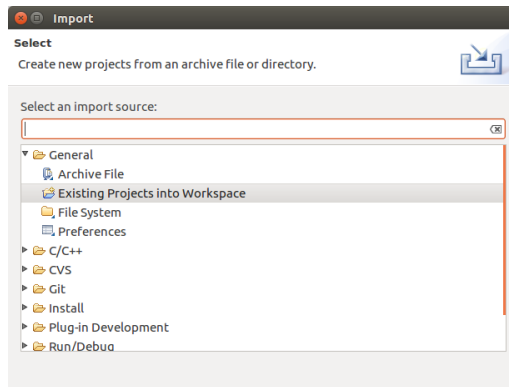 Import
Select
Create new projects from an archive file or directory.
Select an import source:
General
Archive File
Existing Projects into Workspace
File System
Preferences
C/C++
CVS
Git
Install
Plug-in Development
Run/Debug